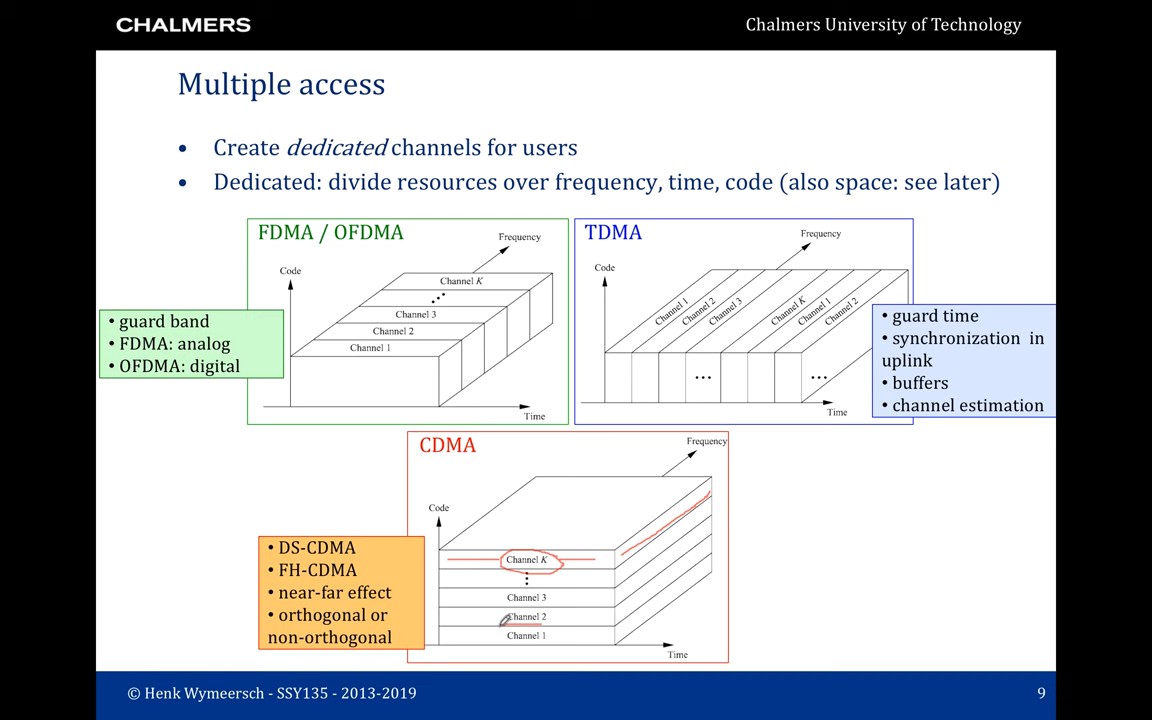 CHALMERS
Chalmers University of Technology
Multiple access
• Create dedicated channels for users
• Dedicated: divide resources over frequency, time, code (also space: see later)
FDMA / OFDMA
Frequency
Code
Channel K
Channel 3
Channel 2
Channel 1
Time
• guard band
• FDMA: analog
• OFDMA: digital
TDMA
Frequency
Code
Channel 1
Channel 2
Channel 3
Channel K
Channel 1
Channel 2
Time
• guard time
• synchronization in
uplink
• buffers
• channel estimation
CDMA
Frequency
Code
Channel K
Channel 3
Channel 2
Channel 1
Time
• DS-CDMA
• FH-CDMA
• near-far effect
• orthogonal or
non-orthogonal
© Henk Wymeersch - SSY135 - 2013-2019
9